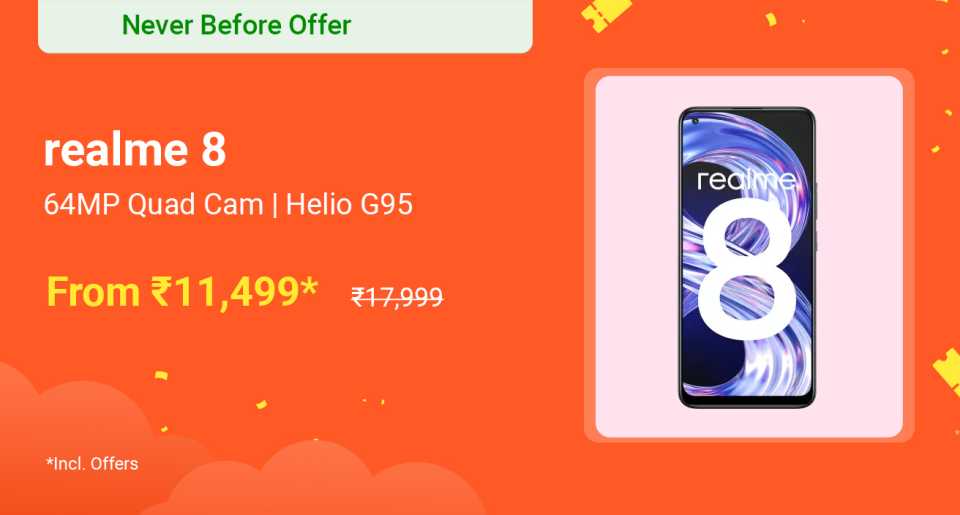 Never Before Offer
realme 8
64MP Quad Cam | Helio G95
From ₹11,499* ₹17,999
*Incl. Offers
realme
8